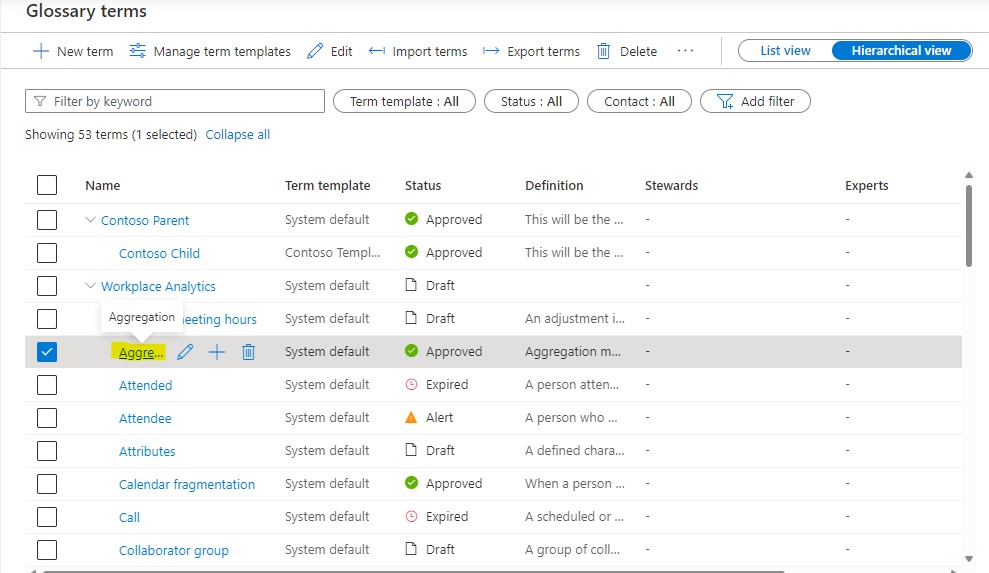 Glossary terms
New term Manage term templates Edit Import terms Export terms Delete ... List view Hierarchical view
Filter by keyword Term template : All Status : All Contact : All Add filter
Showing 53 terms (1 selected) Collapse all
Name Term template Status Definition Stewards Experts
Contoso Parent System default Approved This will be the ... - -
Contoso Child Contoso Templ... Approved This will be the ... - -
Workplace Analytics System default Draft - -
Aggregation
eeting hours System default Draft An adjustment i... - -
Aggre... System default Approved Aggregation m... - -
Attended System default Expired A person atten... - -
Attendee System default Alert A person who ... - -
Attributes System default Draft A defined chara... - -
Calendar fragmentation System default Approved When a person ... - -
Call System default Expired A scheduled or ... - -
Collaborator group System default Draft A group of coll... - -